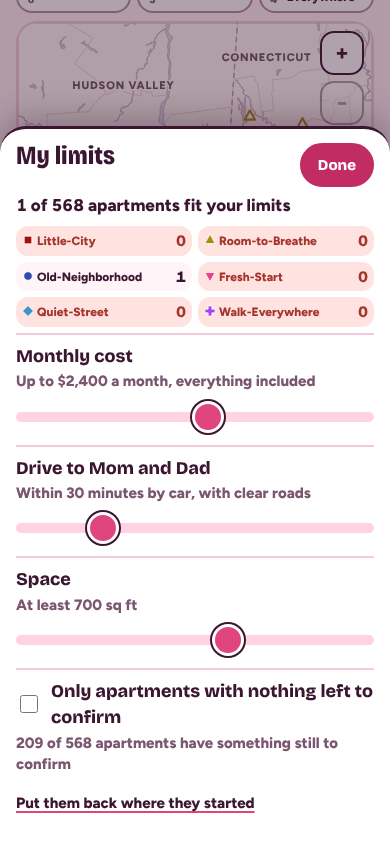 CONNECTICUT
+
HUDSON VALLEY
−
My limits
Done
1 of 568 apartments fit your limits
Little-City 0
Room-to-Breathe 0
Old-Neighborhood 1
Fresh-Start 0
Quiet-Street 0
Walk-Everywhere 0
Monthly cost
Up to $2,400 a month, everything included
Drive to Mom and Dad
Within 30 minutes by car, with clear roads
Space
At least 700 sq ft
Only apartments with nothing left to
confirm
209 of 568 apartments have something still to
confirm
Put them back where they started